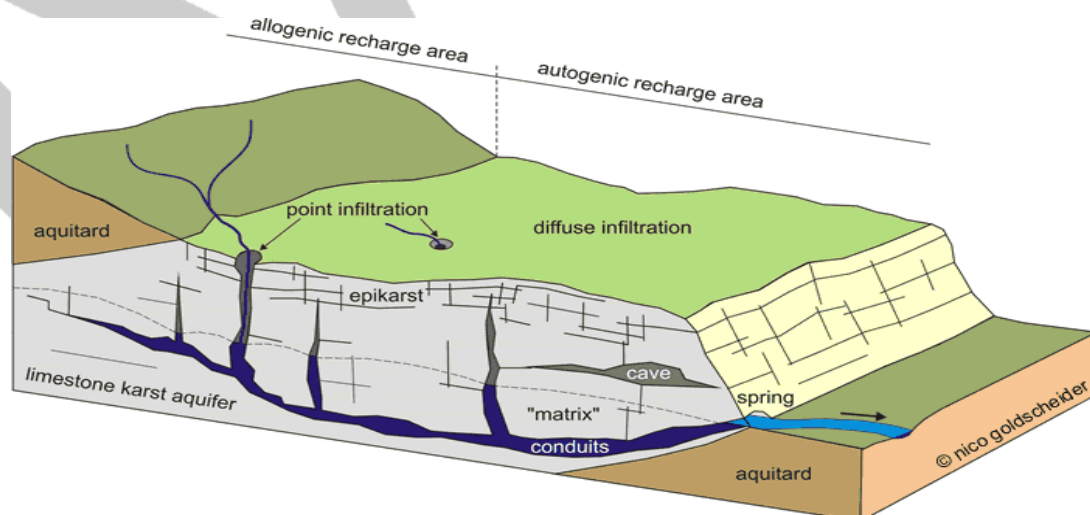 allogenic recharge area
autogenic recharge area
point infiltration
aquitard
diffuse infiltration
epikarst
cave
limestone karst aquifer
"matrix"
spring
conduits
aquitard
© nico goldscheider